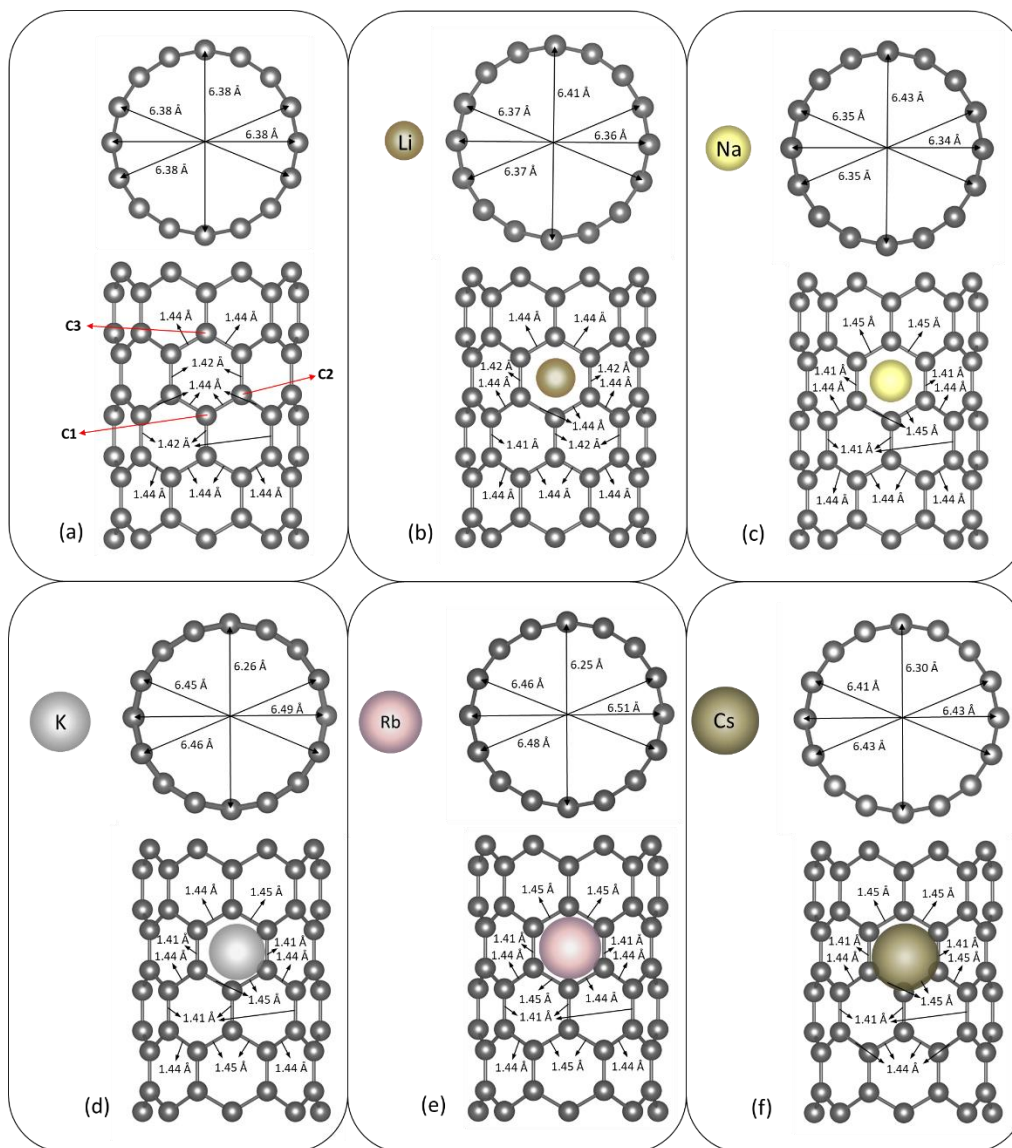 6.38 Å
6.38 Å
6.38 Å
6.38 Å
1.44 Å
1.44 Å
C3
1.42 Å
C2
1.44 Å
C1
1.42 Å
1.44 Å
1.44 Å
1.44 Å
(a)
6.41 Å
6.37 Å
Li
6.36 Å
6.37 Å
1.44 Å
1.44 Å
1.42 Å
1.42 Å
1.44 Å
1.44 Å
1.44 Å
1.41 Å
1.42 Å
1.44 Å
1.44 Å
1.44 Å
(b)
6.43 Å
6.35 Å
Na
6.34 Å
6.35 Å
1.45 Å
1.45 Å
1.41 Å
1.41 Å
1.44 Å
1.44 Å
1.45 Å
1.41 Å
1.44 Å
1.44 Å
1.44 Å
(c)
6.26 Å
6.45 Å
K
6.49 Å
6.46 Å
1.44 Å
1.45 Å
1.41 Å
1.41 Å
1.44 Å
1.44 Å
1.45 Å
1.41 Å
1.44 Å
1.45 Å
1.44 Å
(d)
6.25 Å
6.46 Å
Rb
6.51 Å
6.48 Å
1.45 Å
1.45 Å
1.41 Å
1.41 Å
1.44 Å
1.44 Å
1.45 Å
1.44 Å
1.41 Å
1.44 Å
1.45 Å
1.44 Å
(e)
6.30 Å
6.41 Å
Cs
6.43 Å
6.43 Å
1.45 Å
1.45 Å
1.41 Å
1.41 Å
1.44 Å
1.45 Å
1.45 Å
1.41 Å
1.44 Å
(f)